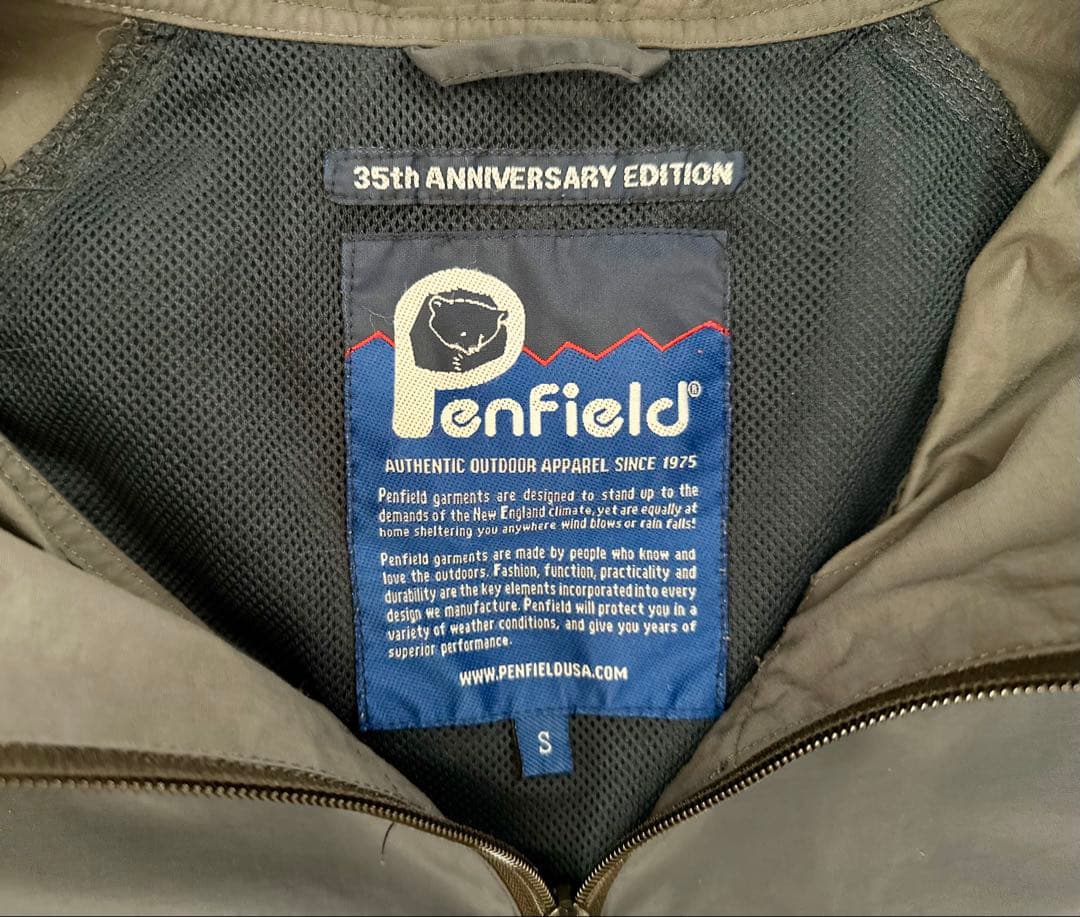 35th ANNIVERSARY EDITION
Penfield®
AUTHENTIC OUTDOOR APPAREL SINCE 1975
Penfield garments are designed to stand up to the
demands of the New England climate, yet are equally at
home sheltering you anywhere wind blows or rain falls!
Penfield garments are made by people who know and
love the outdoors. Fashion, function, practicality and
durability are the key elements incorporated into every
design we manufacture. Penfield will protect you in a
variety of weather conditions, and give you years of
superior performance.
WWW.PENFIELDUSA.COM
S